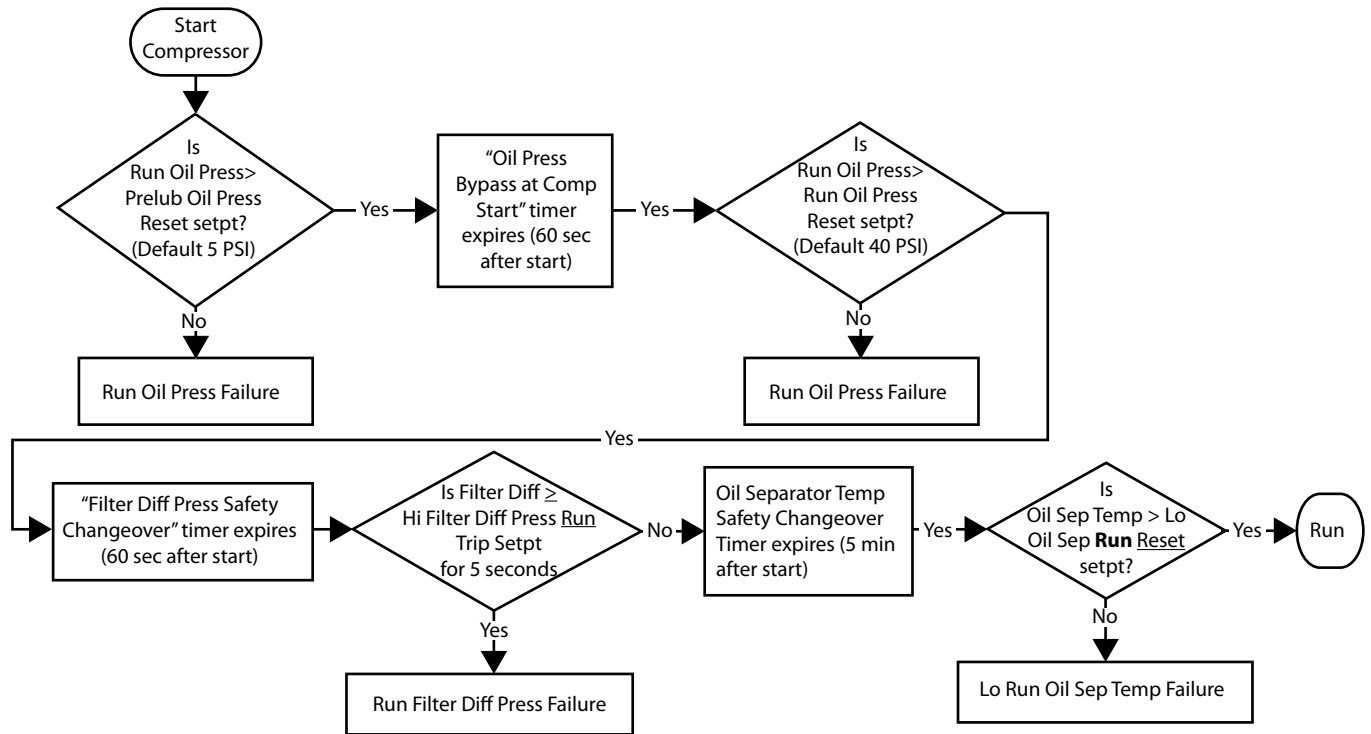 Start
Compressor
Is
Run Oil Press>
Prelub Oil Press
Reset setpt?
(Default 5 PSI)
Yes
No
Run Oil Press Failure
“Oil Press
Bypass at Comp
Start” timer
expires (60 sec
after start)
Yes
Is
Run Oil Press>
Run Oil Press
Reset setpt?
(Default 40 PSI)
No
Run Oil Press Failure
Yes
“Filter Diff Press Safety
Changeover” timer expires
(60 sec after start)
Is Filter Diff ≥
Hi Filter Diff Press Run
Trip Setpt
for 5 seconds
Yes
Run Filter Diff Press Failure
No
Oil Separator Temp
Safety Changeover
Timer expires (5 min
after start)
Yes
Is
Oil Sep Temp > Lo
Oil Sep Run Reset
setpt?
No
Lo Run Oil Sep Temp Failure
Yes
Run